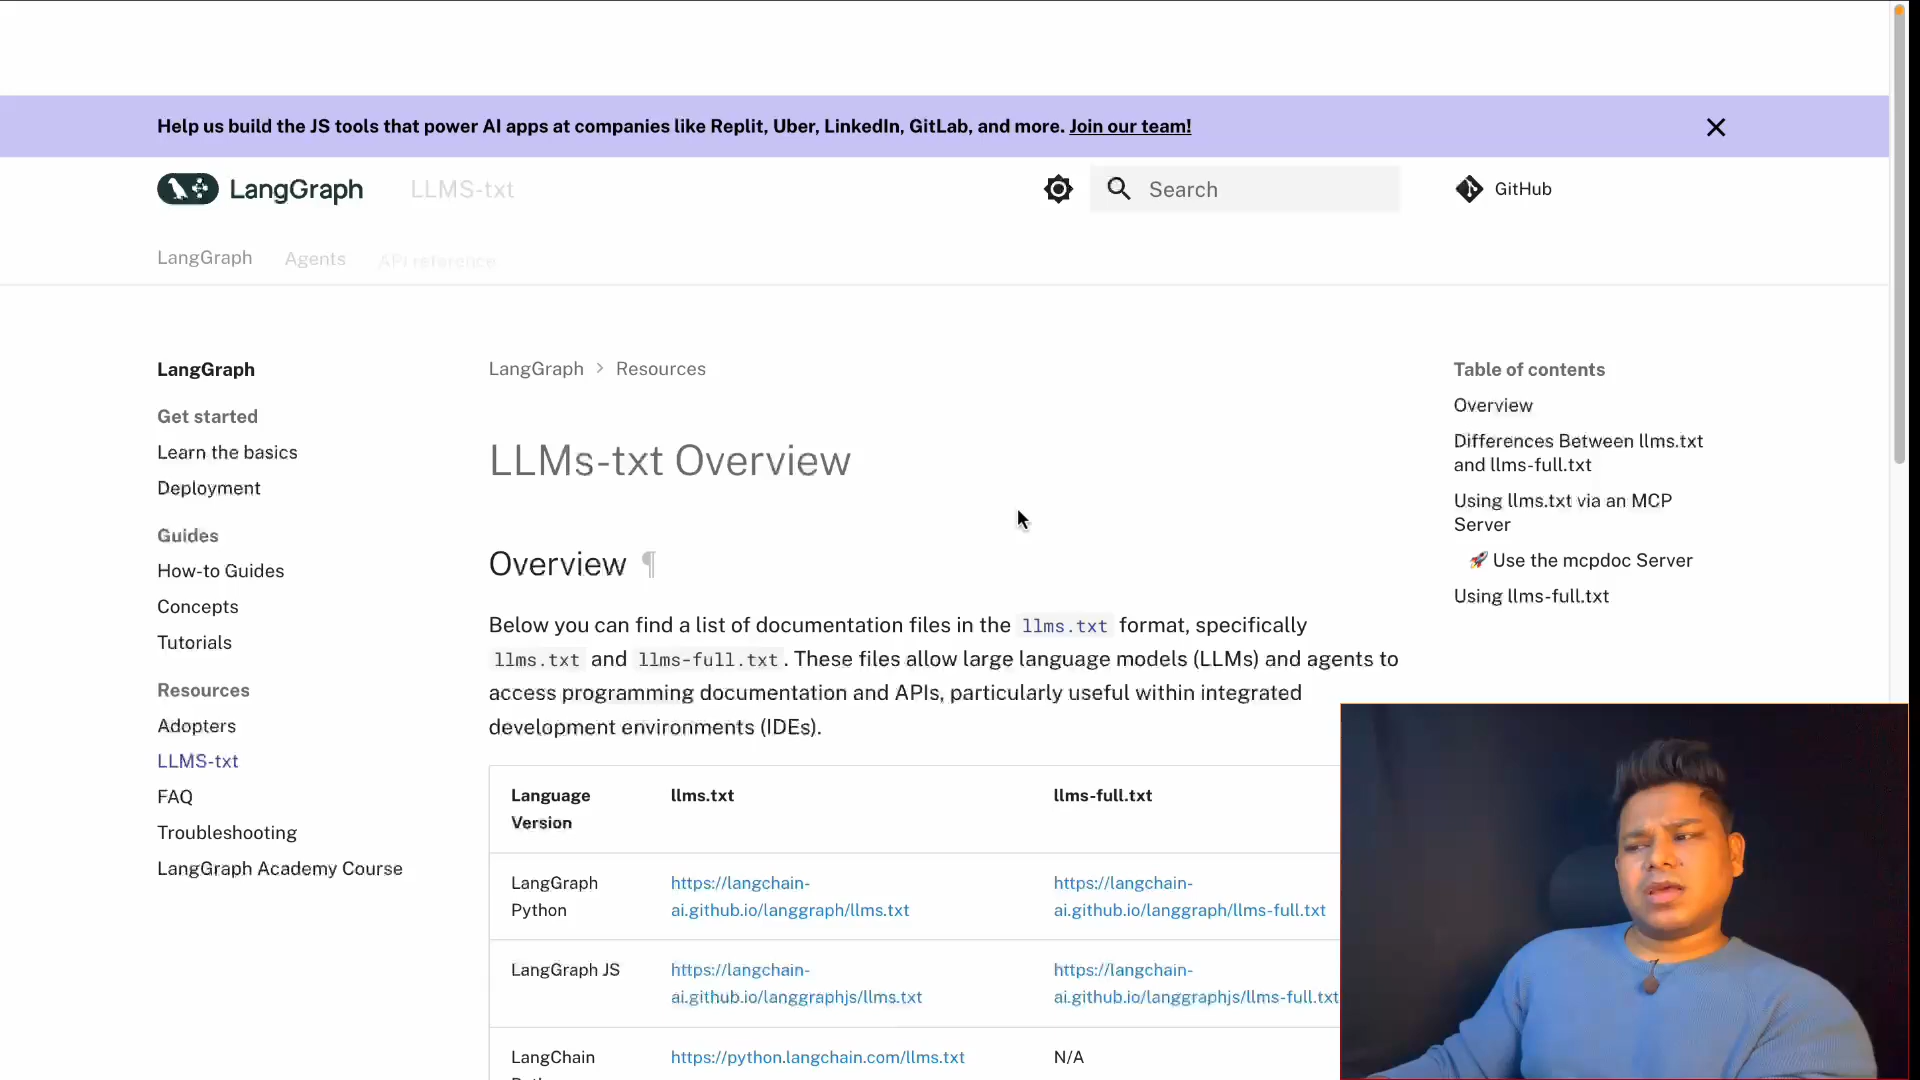 Help us build the JS tools that power AI apps at companies like Replit, Uber, LinkedIn, GitLab, and more. Join our team!
LangGraph
LLMS-txt
Search
GitHub
LangGraph
Agents
API reference
LangGraph
Get started
Learn the basics
Deployment
Guides
How-to Guides
Concepts
Tutorials
Resources
Adopters
LLMS-txt
FAQ
Troubleshooting
LangGraph Academy Course
LangGraph > Resources
LLMs-txt Overview
Overview ¶
Below you can find a list of documentation files in the llms.txt format, specifically
llms.txt and llms-full.txt. These files allow large language models (LLMs) and agents to
access programming documentation and APIs, particularly useful within integrated
development environments (IDEs).
Language
Version
llms.txt
llms-full.txt
LangGraph
Python
https://langchain-
ai.github.io/langgraph/llms.txt
https://langchain-
ai.github.io/langgraph/llms-full.txt
LangGraph JS
https://langchain-
ai.github.io/langgraphjs/llms.txt
https://langchain-
ai.github.io/langgraphjs/llms-full.txt
LangChain
https://python.langchain.com/llms.txt
N/A
Table of contents
Overview
Differences Between llms.txt
and llms-full.txt
Using llms.txt via an MCP
Server
🚀 Use the mcpdoc Server
Using llms-full.txt